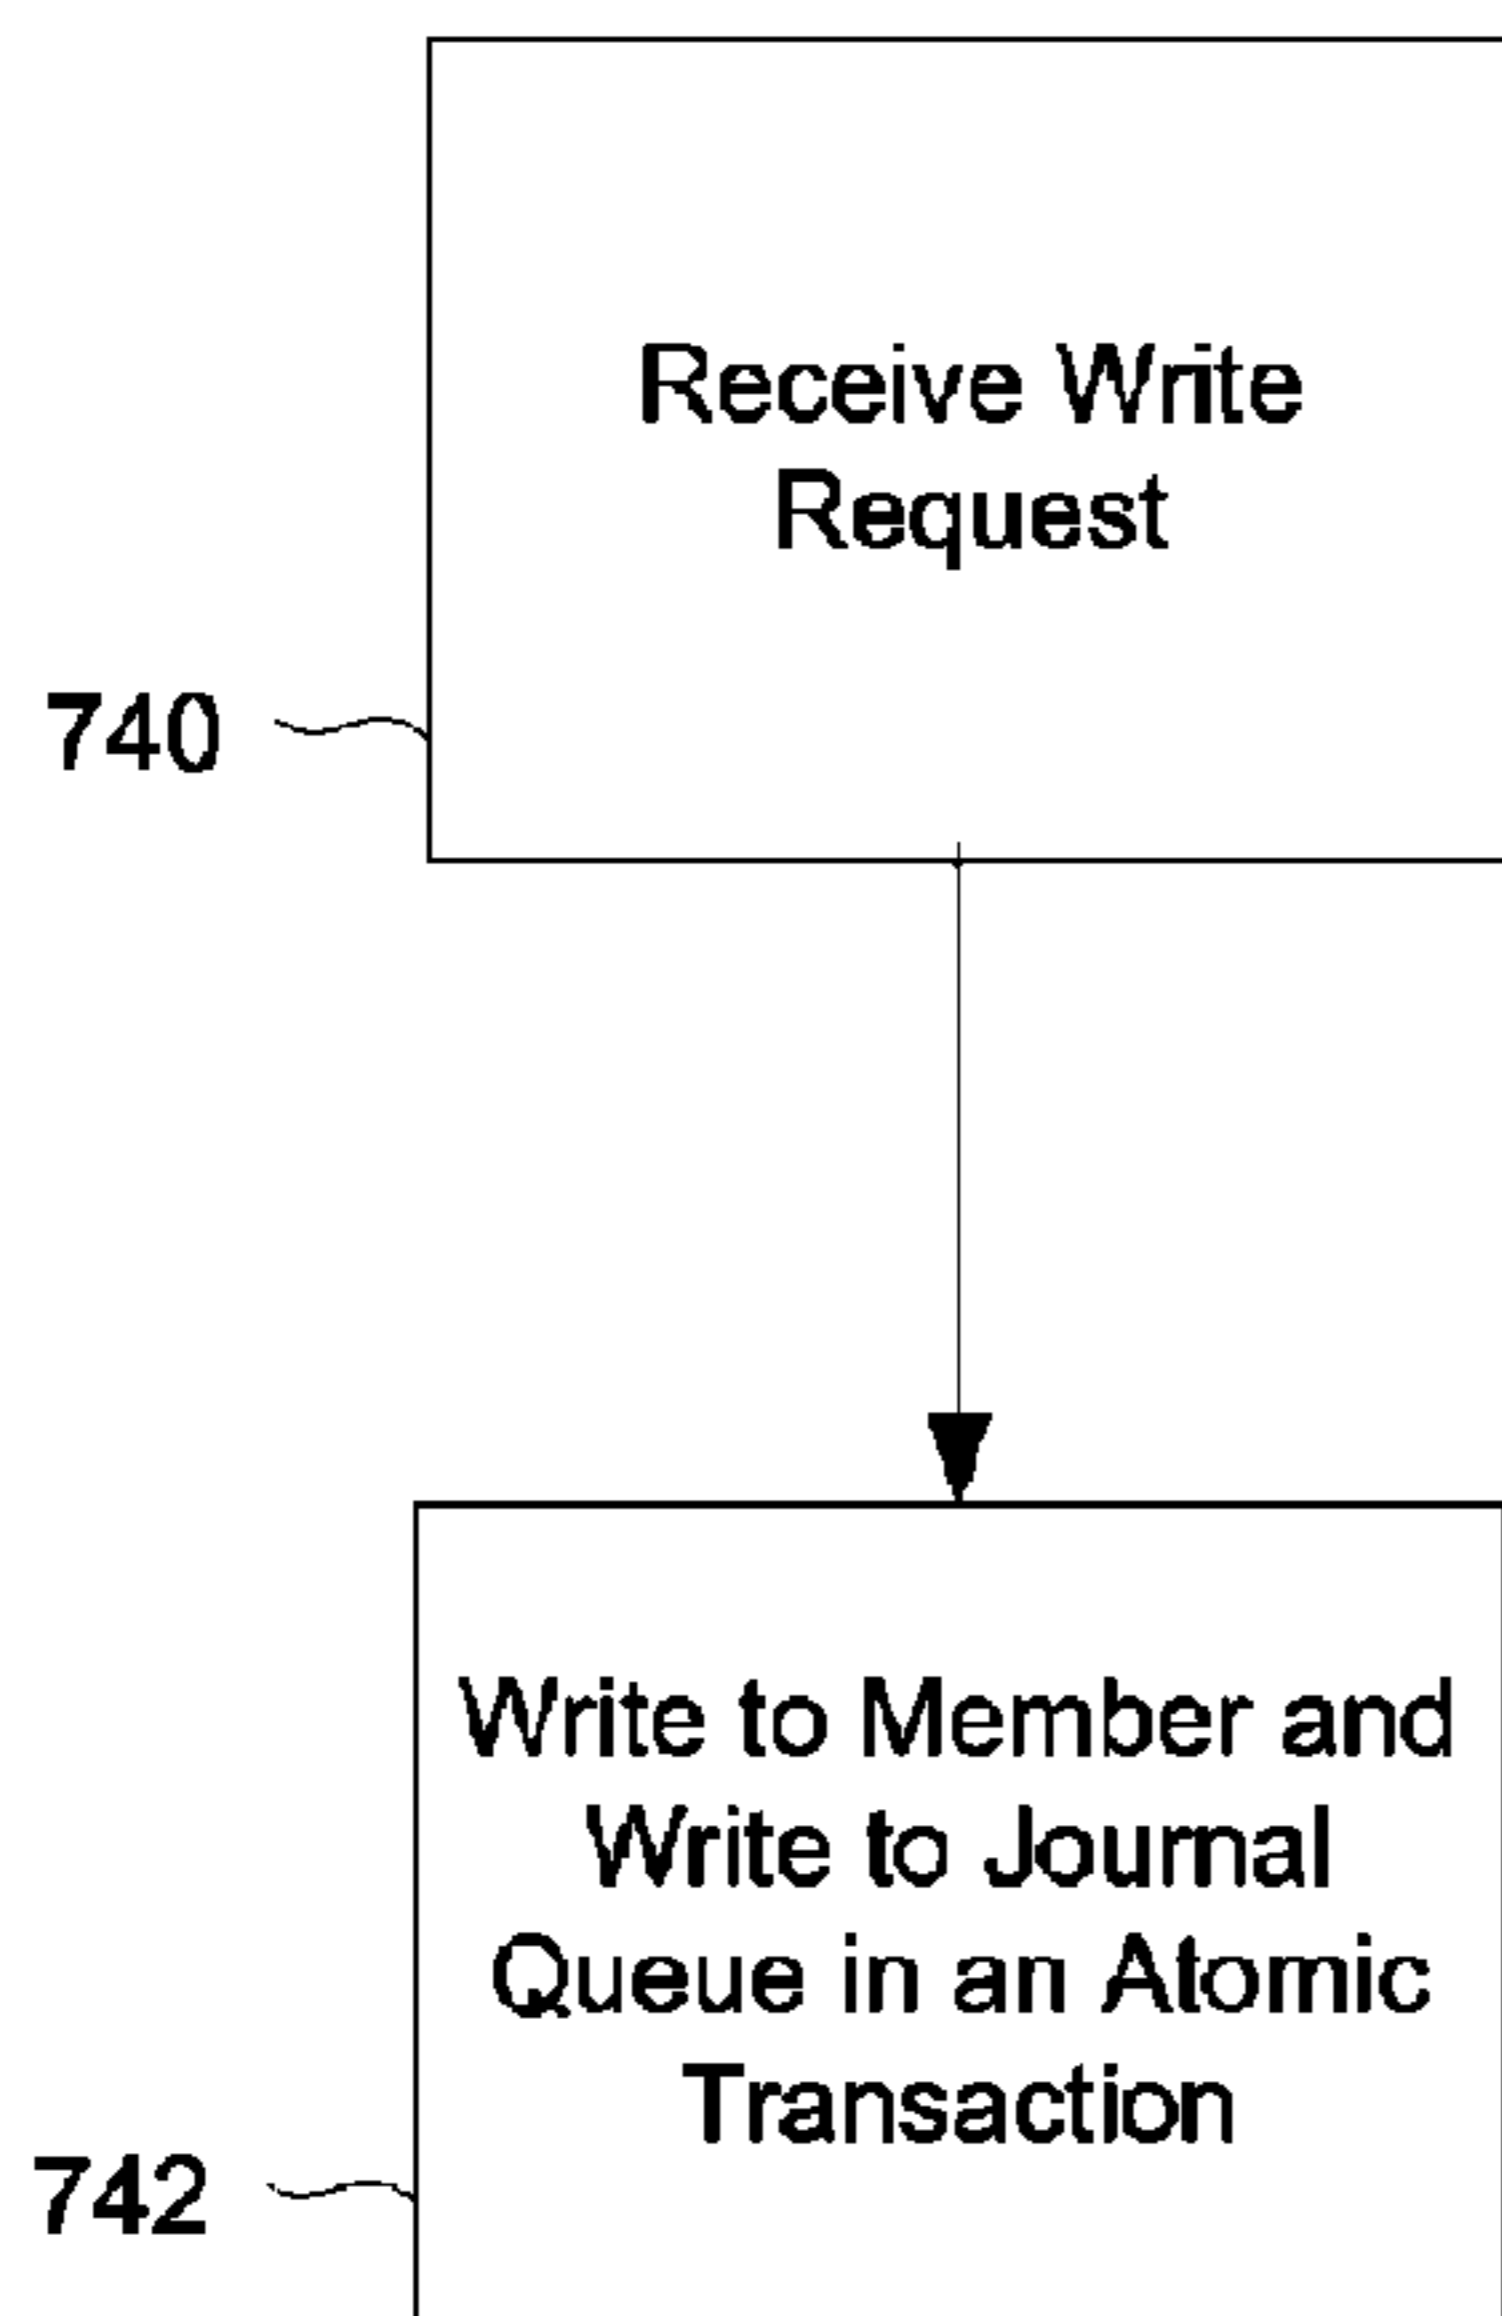 Receive Write
Request
740
Write to Member and
Write to Journal
Queue in an Atomic
Transaction
742